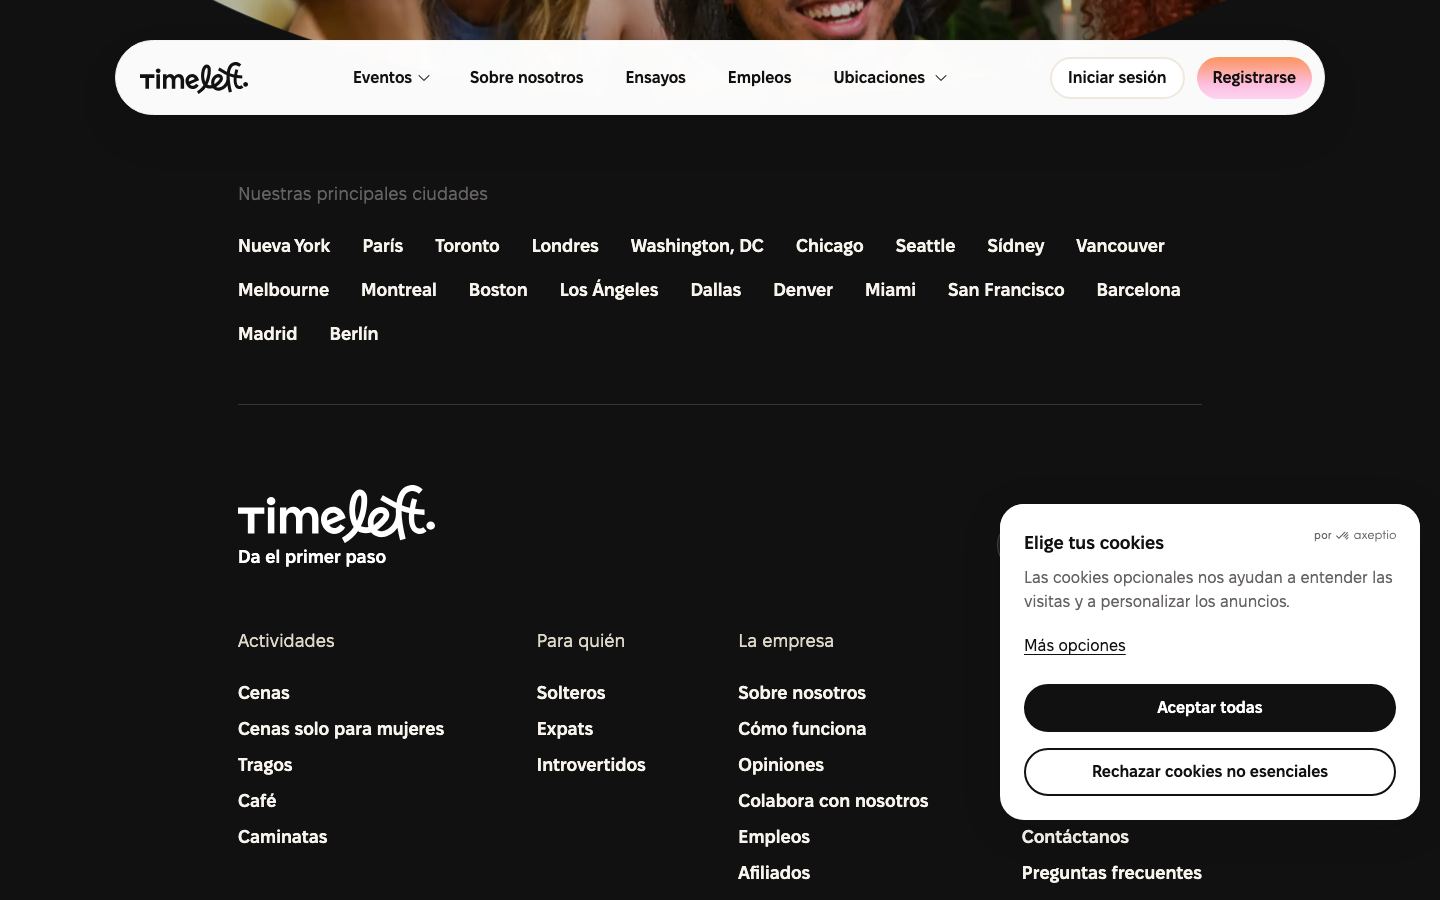 Timeleft.
Eventos
Sobre nosotros
Ensayos
Empleos
Ubicaciones
Iniciar sesión
Registrarse
Nuestras principales ciudades
Nueva York París Toronto Londres Washington, DC Chicago Seattle Sídney Vancouver
Melbourne Montreal Boston Los Ángeles Dallas Denver Miami San Francisco Barcelona
Madrid Berlín
Timeleft.
Da el primer paso
Actividades
Cenas
Cenas solo para mujeres
Tragos
Café
Caminatas
Para quién
Solteros
Expats
Introvertidos
La empresa
Sobre nosotros
Cómo funciona
Opiniones
Colabora con nosotros
Empleos
Afiliados
Contáctanos
Preguntas frecuentes
Elige tus cookies
por axeptio
Las cookies opcionales nos ayudan a entender las
visitas y a personalizar los anuncios.
Más opciones
Aceptar todas
Rechazar cookies no esenciales